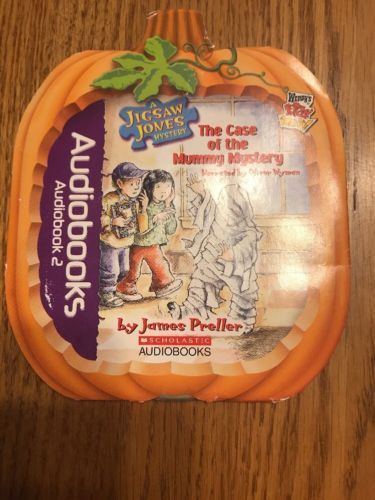 A
JIGSAW
JONES
MYSTERY
WENDY'S
The Case
of the
Mummy Mystery
Narrated by Oliver Wyman
Audiobooks
Audiobook 2
by James Preller
SCHOLASTIC
AUDIOBOOKS